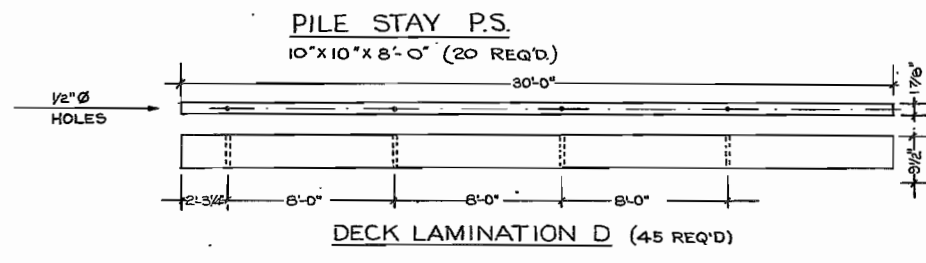 PILE STAY P.S.
10"X10"X8'-0" (20 REQ'D.)
30'-0"
1 7/8"
1/2"Ø
HOLES
9 1/2"
2'-3 1/4" 8'-0" 8'-0" 8'-0"
DECK LAMINATION D (45 REQ'D)